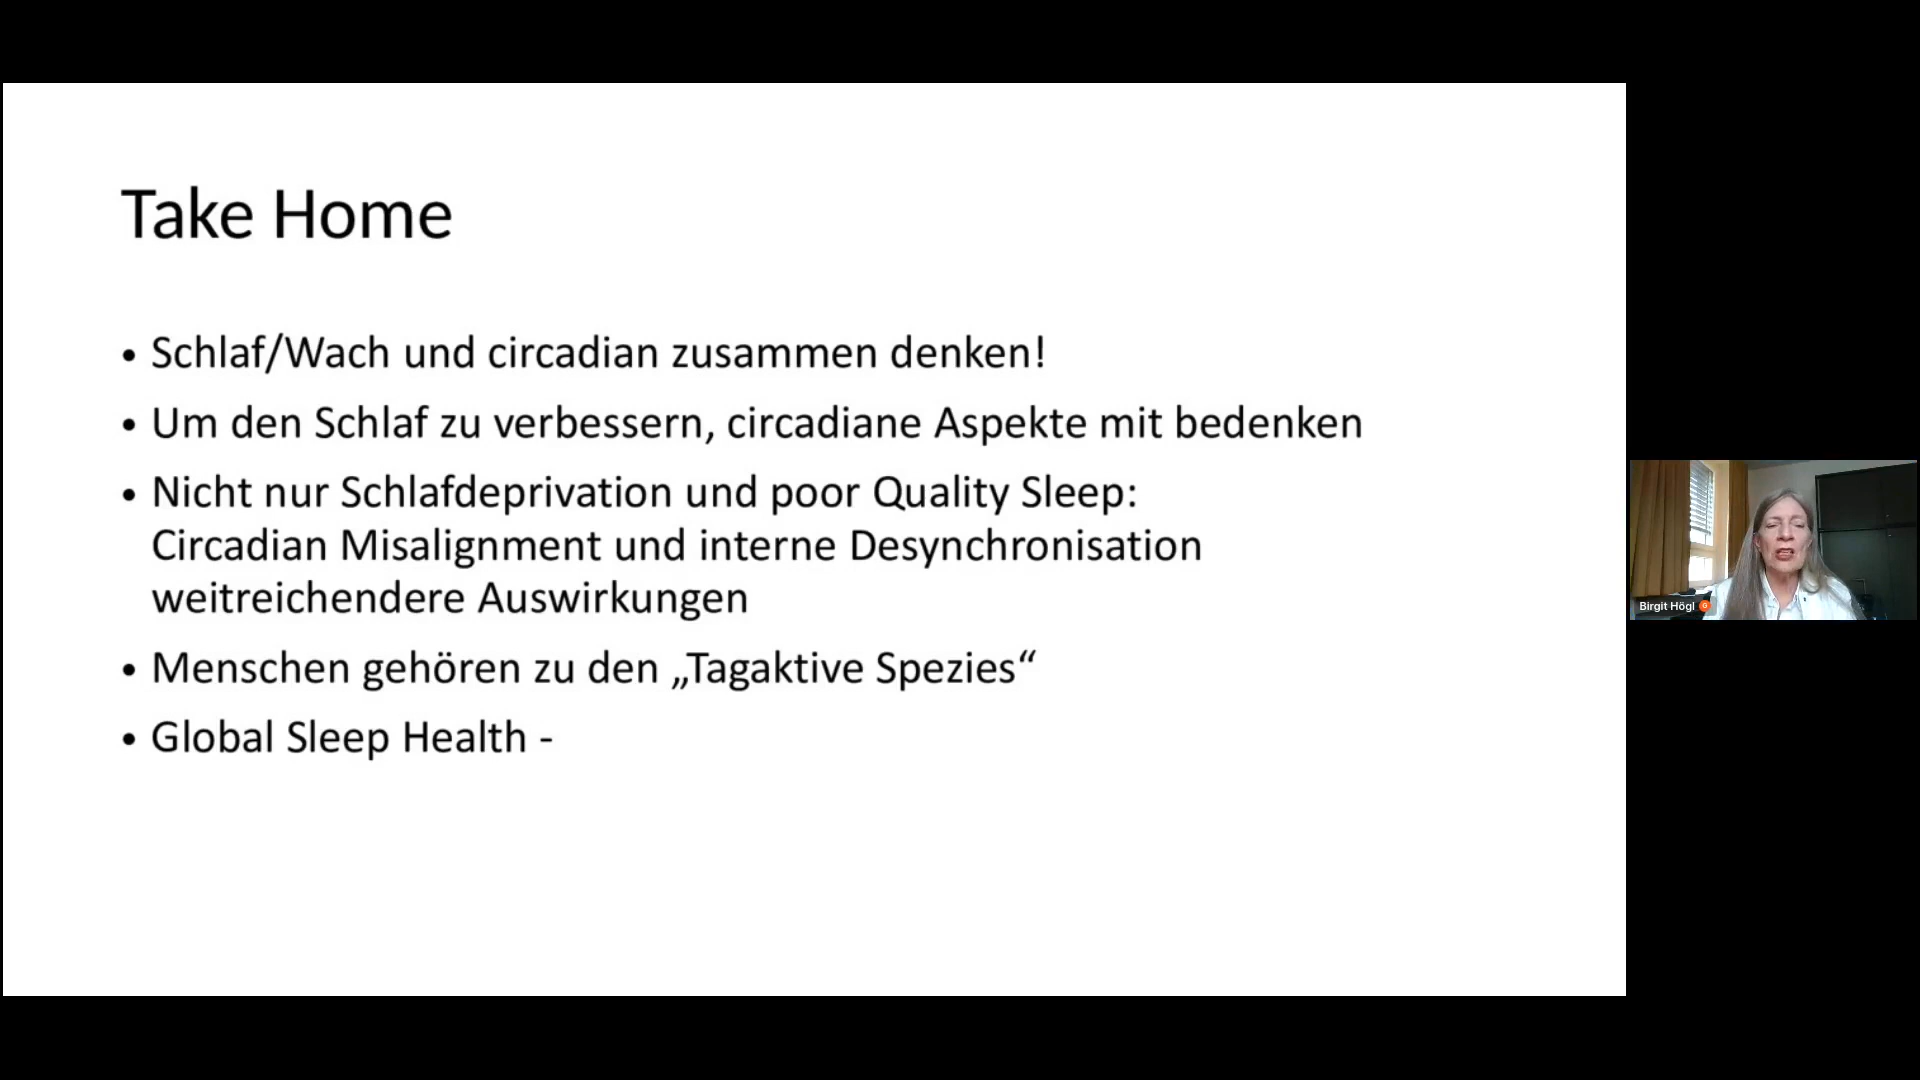 Take Home
• Schlaf/Wach und circadian zusammen denken!
• Um den Schlaf zu verbessern, circadiane Aspekte mit bedenken
• Nicht nur Schlafdeprivation und poor Quality Sleep:
Circadian Misalignment und interne Desynchronisation
weitreichendere Auswirkungen
• Menschen gehören zu den „Tagaktive Spezies“
• Global Sleep Health -
Birgit Högl